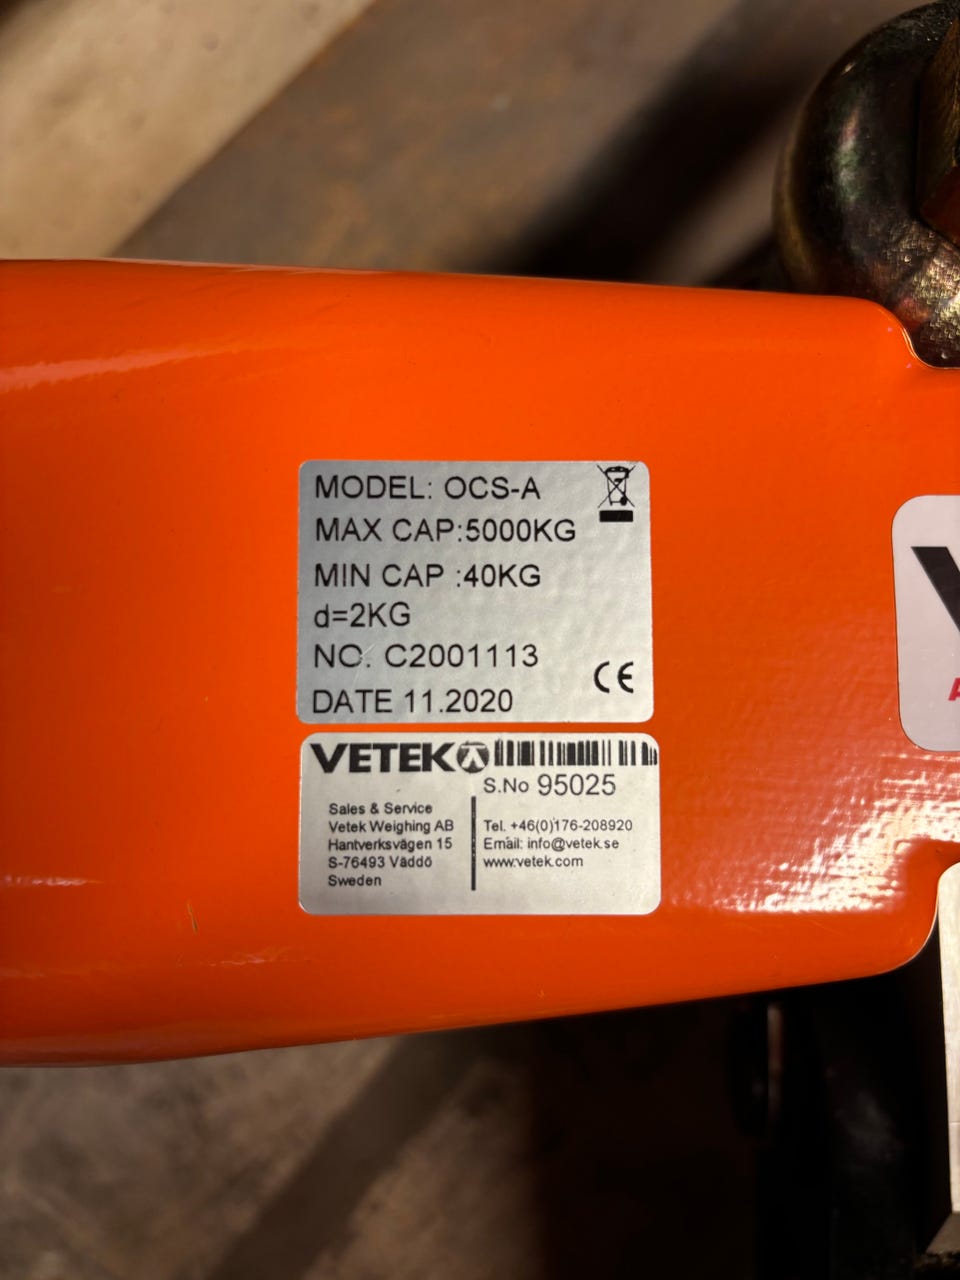 MODEL: OCS-A
MAX CAP:5000KG
MIN CAP :40KG
d=2KG
NO. C2001113
CE
DATE 11.2020
VETEK
S.No 95025
Sales & Service
Vetek Weighing AB
Hantverksvägen 15
S-76493 Väddö
Sweden
Tel. +46(0)176-208920
Email: info@vetek.se
www.vetek.com